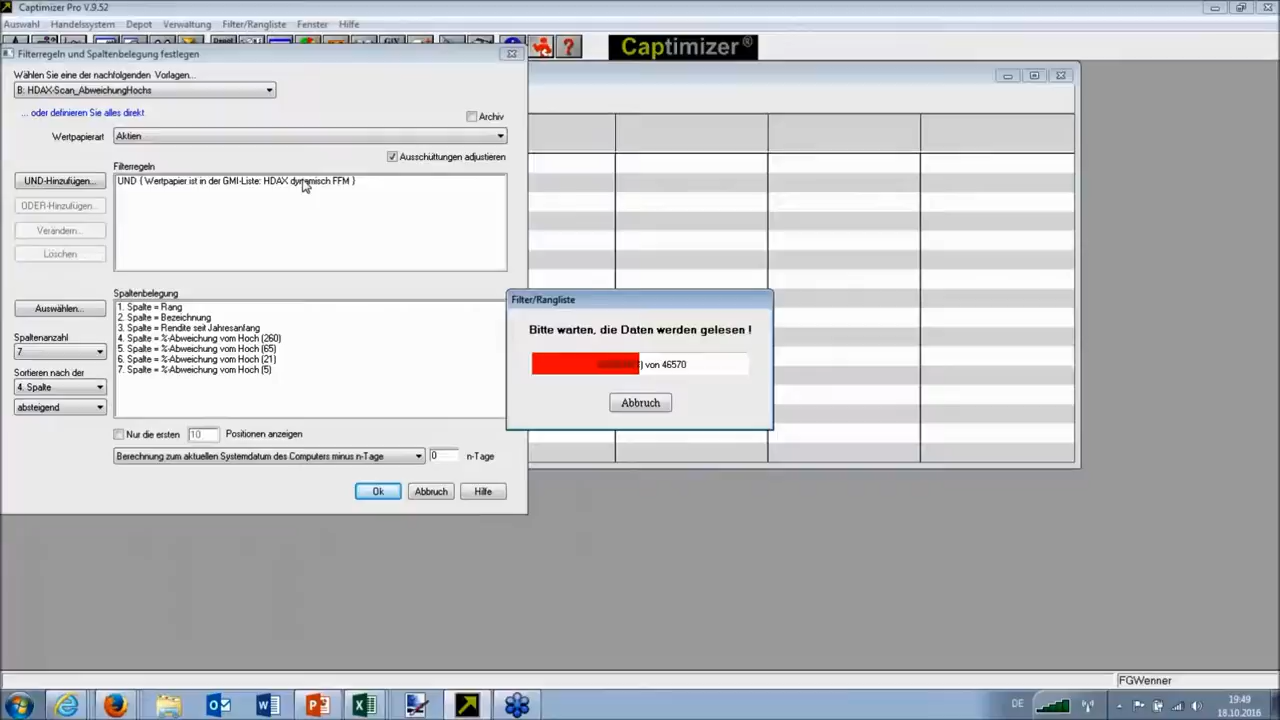 Captimizer Pro V.9.52
Auswahl Handelssystem Depot Verwaltung Filter/Rangliste Fenster Hilfe
Captimizer®
Filterregeln und Spaltenbelegung festlegen
Wählen Sie eine der nachfolgenden Vorlagen...
B: HDAX-Scan_AbweichungHochs
... oder definieren Sie alles direkt
Archiv
Wertpapierart
Aktien
Ausschüttungen adjustieren
Filterregeln
UND-Hinzufügen...
UND ( Wertpapier ist in der GMI-Liste: HDAX dynamisch FFM )
ODER-Hinzufügen...
Verändern...
Löschen
Spaltenbelegung
Auswählen...
1. Spalte = Rang
2. Spalte = Bezeichnung
3. Spalte = Rendite seit Jahresanfang
4. Spalte = %-Abweichung vom Hoch (260)
5. Spalte = %-Abweichung vom Hoch (65)
6. Spalte = %-Abweichung vom Hoch (21)
7. Spalte = %-Abweichung vom Hoch (5)
Spaltenanzahl
7
Sortieren nach der
4. Spalte
absteigend
Nur die ersten 10 Positionen anzeigen
Berechnung zum aktuellen Systemdatum des Computers minus n-Tage 0 n-Tage
Ok Abbruch Hilfe
Filter/Rangliste
Bitte warten, die Daten werden gelesen !
von 46570
Abbruch
FGWenner
DE
19:49
18.10.2016